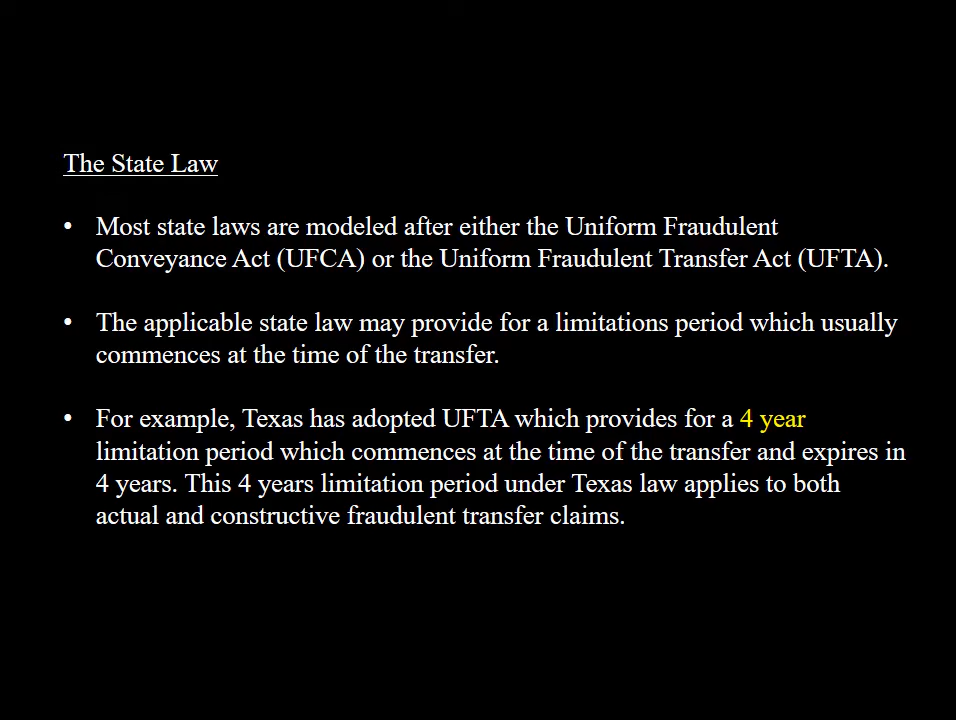 The State Law
• Most state laws are modeled after either the Uniform Fraudulent
Conveyance Act (UFCA) or the Uniform Fraudulent Transfer Act (UFTA).
• The applicable state law may provide for a limitations period which usually
commences at the time of the transfer.
• For example, Texas has adopted UFTA which provides for a 4 year
limitation period which commences at the time of the transfer and expires in
4 years. This 4 years limitation period under Texas law applies to both
actual and constructive fraudulent transfer claims.